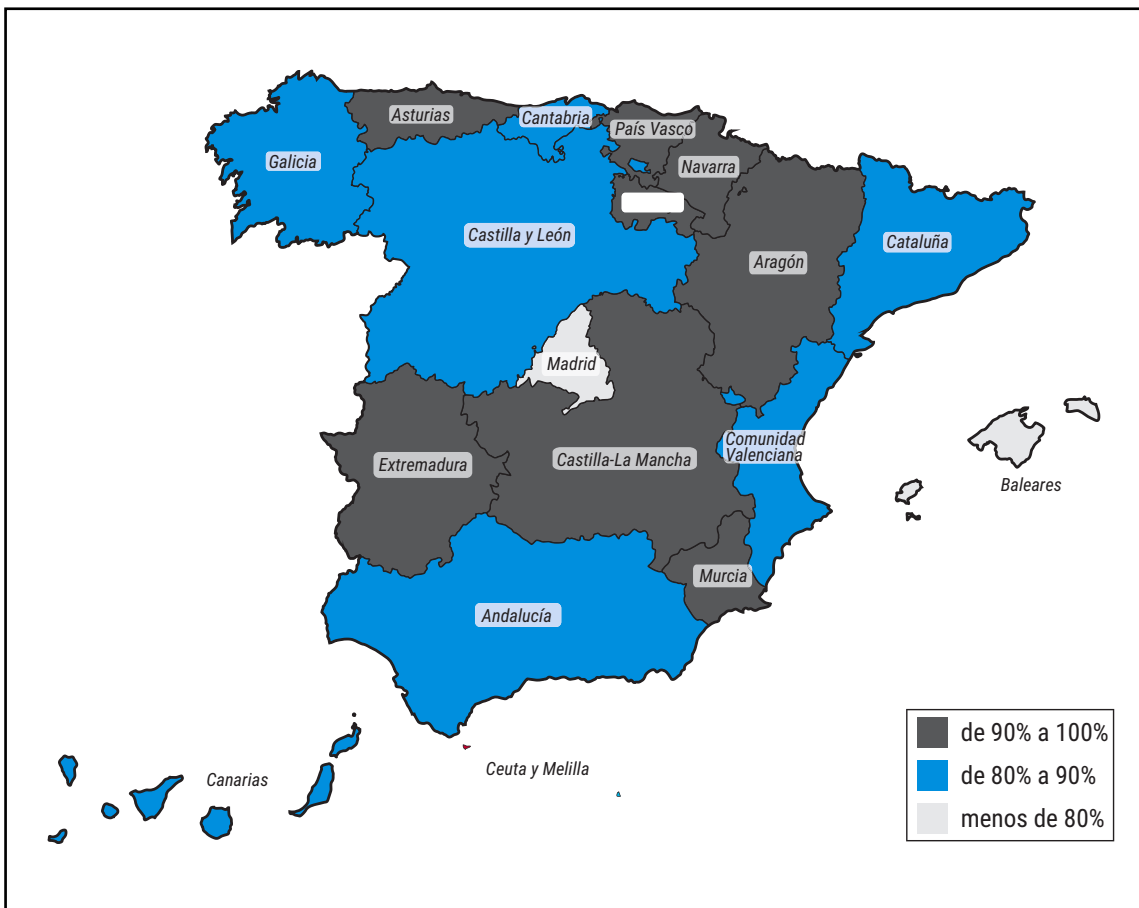 Asturias
Cantabria
País Vasco
Galicia
Navarra
Castilla y León
Cataluña
Aragón
Madrid
Comunidad
Valenciana
Extremadura
Castilla-La Mancha
Baleares
Murcia
Andalucía
Canarias
Ceuta y Melilla
de 90% a 100%
de 80% a 90%
menos de 80%